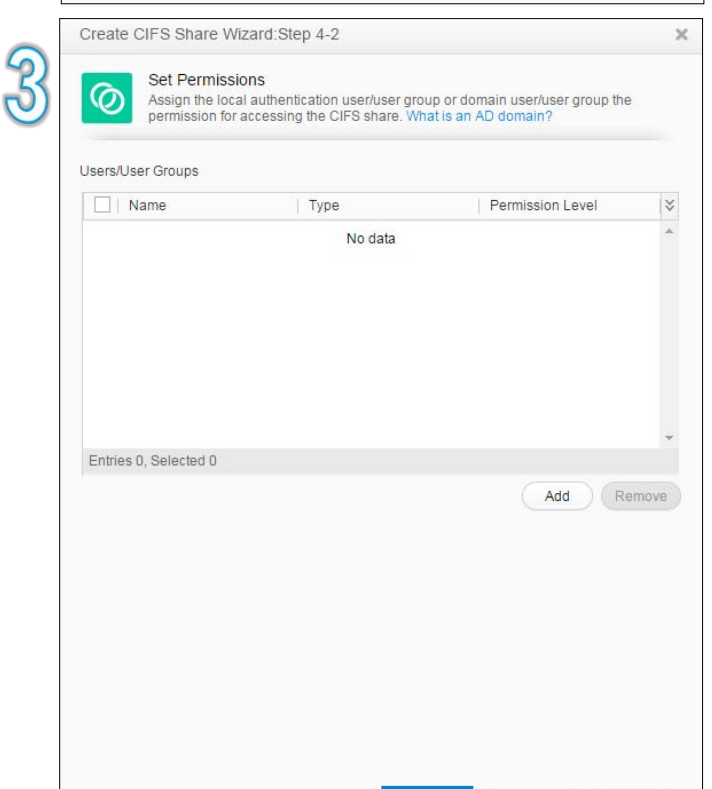 Create CIFS Share Wizard:Step 4-2
3
Set Permissions
Assign the local authentication user/user group or domain user/user group the
permission for accessing the CIFS share. What is an AD domain?
Users/User Groups
Name Type Permission Level
No data
Entries 0, Selected 0
Add Remove